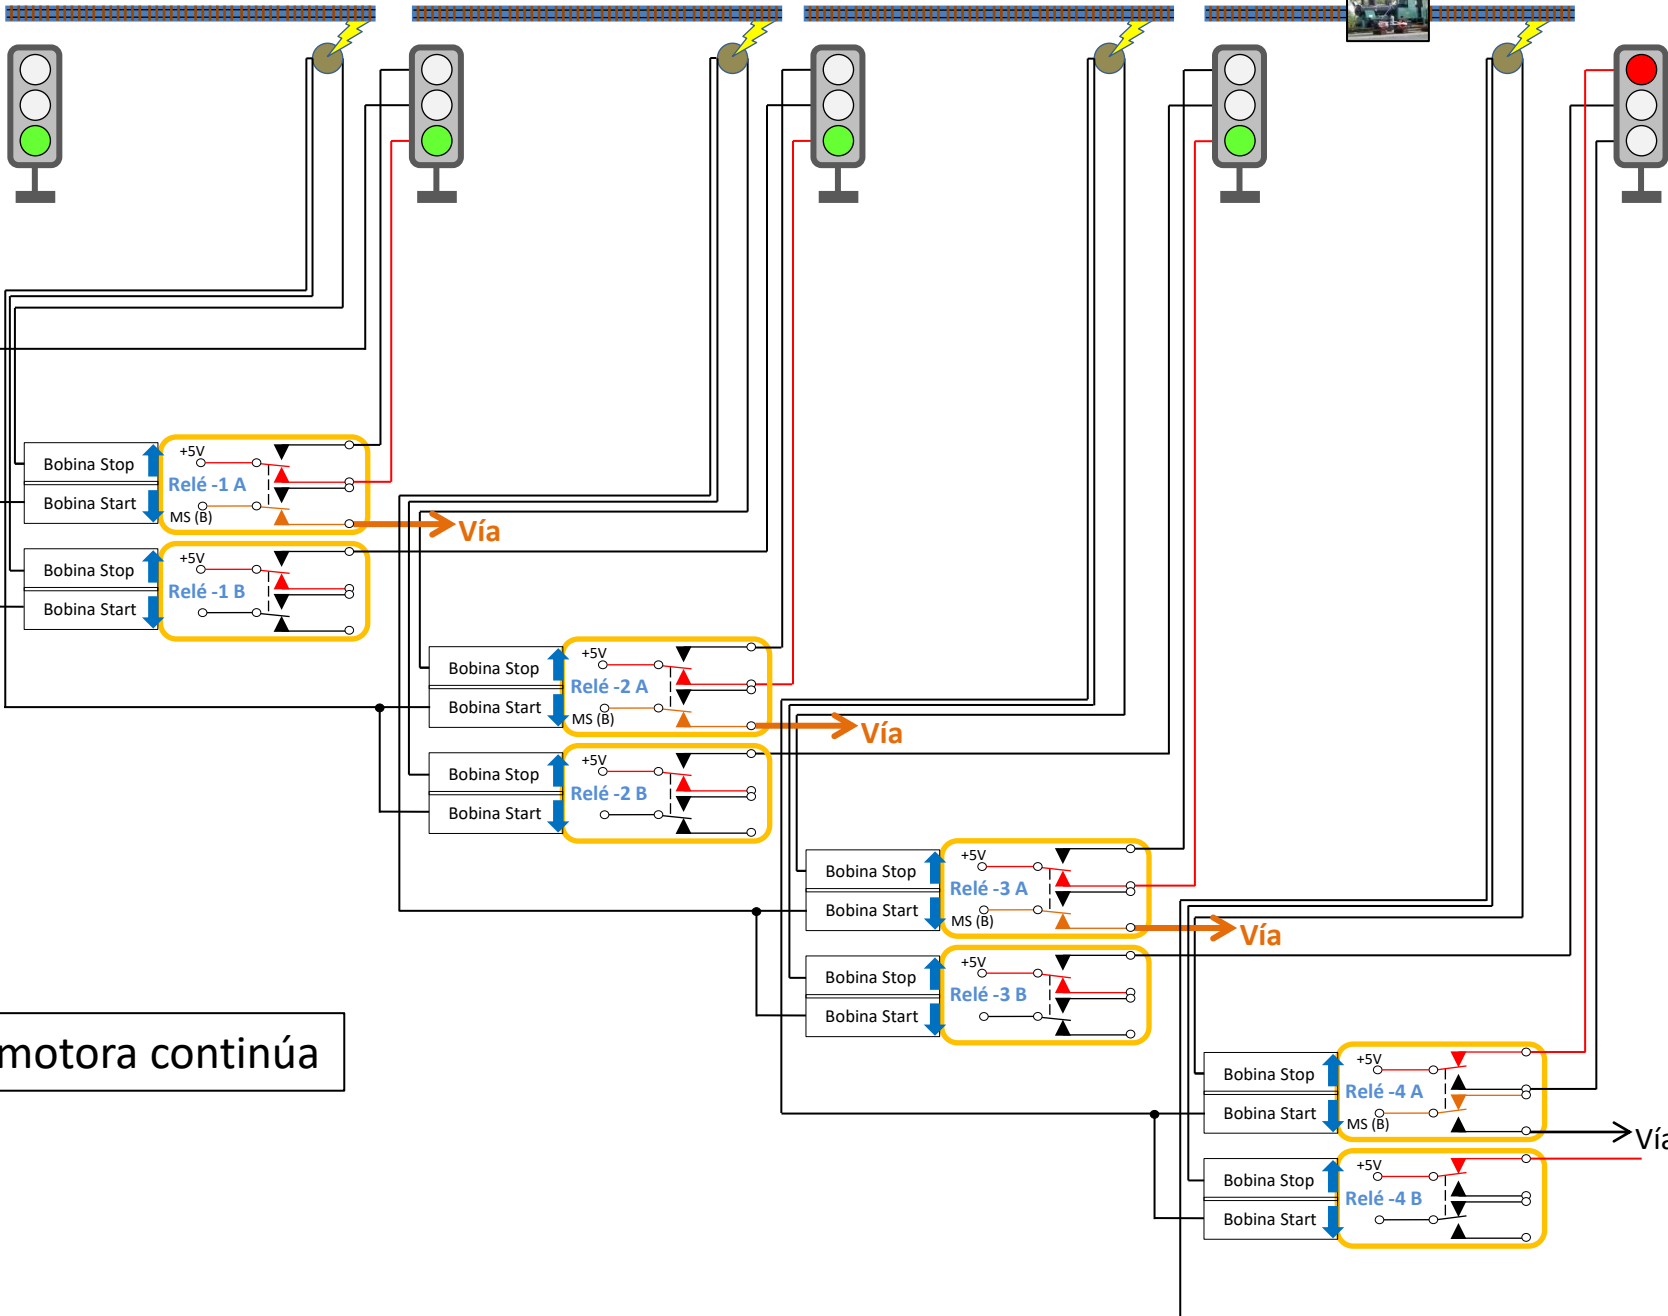 Bobina Stop
Bobina Start
+5V
Relé -1 A
MS (B)
Vía
Bobina Stop
Bobina Start
+5V
Relé -1 B
Bobina Stop
Bobina Start
+5V
Relé -2 A
MS (B)
Vía
Bobina Stop
Bobina Start
+5V
Relé -2 B
Bobina Stop
Bobina Start
+5V
Relé -3 A
MS (B)
Vía
Bobina Stop
Bobina Start
+5V
Relé -3 B
motora continúa
Bobina Stop
Bobina Start
+5V
Relé -4 A
MS (B)
Vía
Bobina Stop
Bobina Start
+5V
Relé -4 B